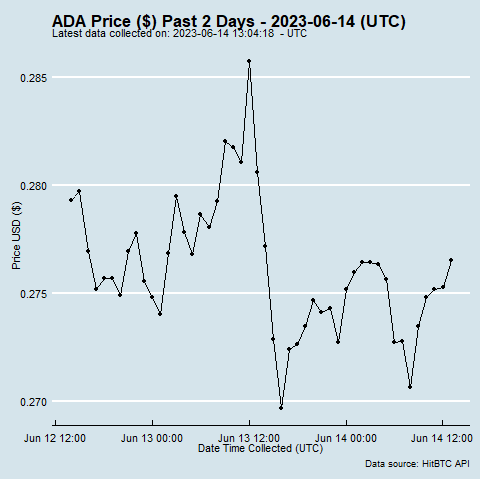 ADA Price ($) Past 2 Days - 2023-06-14 (UTC)
Latest data collected on: 2023-06-14 13:04:18 - UTC
0.285
0.280
0.275
0.270
Price USD ($)
Jun 12 12:00 Jun 13 00:00 Jun 13 12:00 Jun 14 00:00 Jun 14 12:00
Date Time Collected (UTC)
Data source: HitBTC API